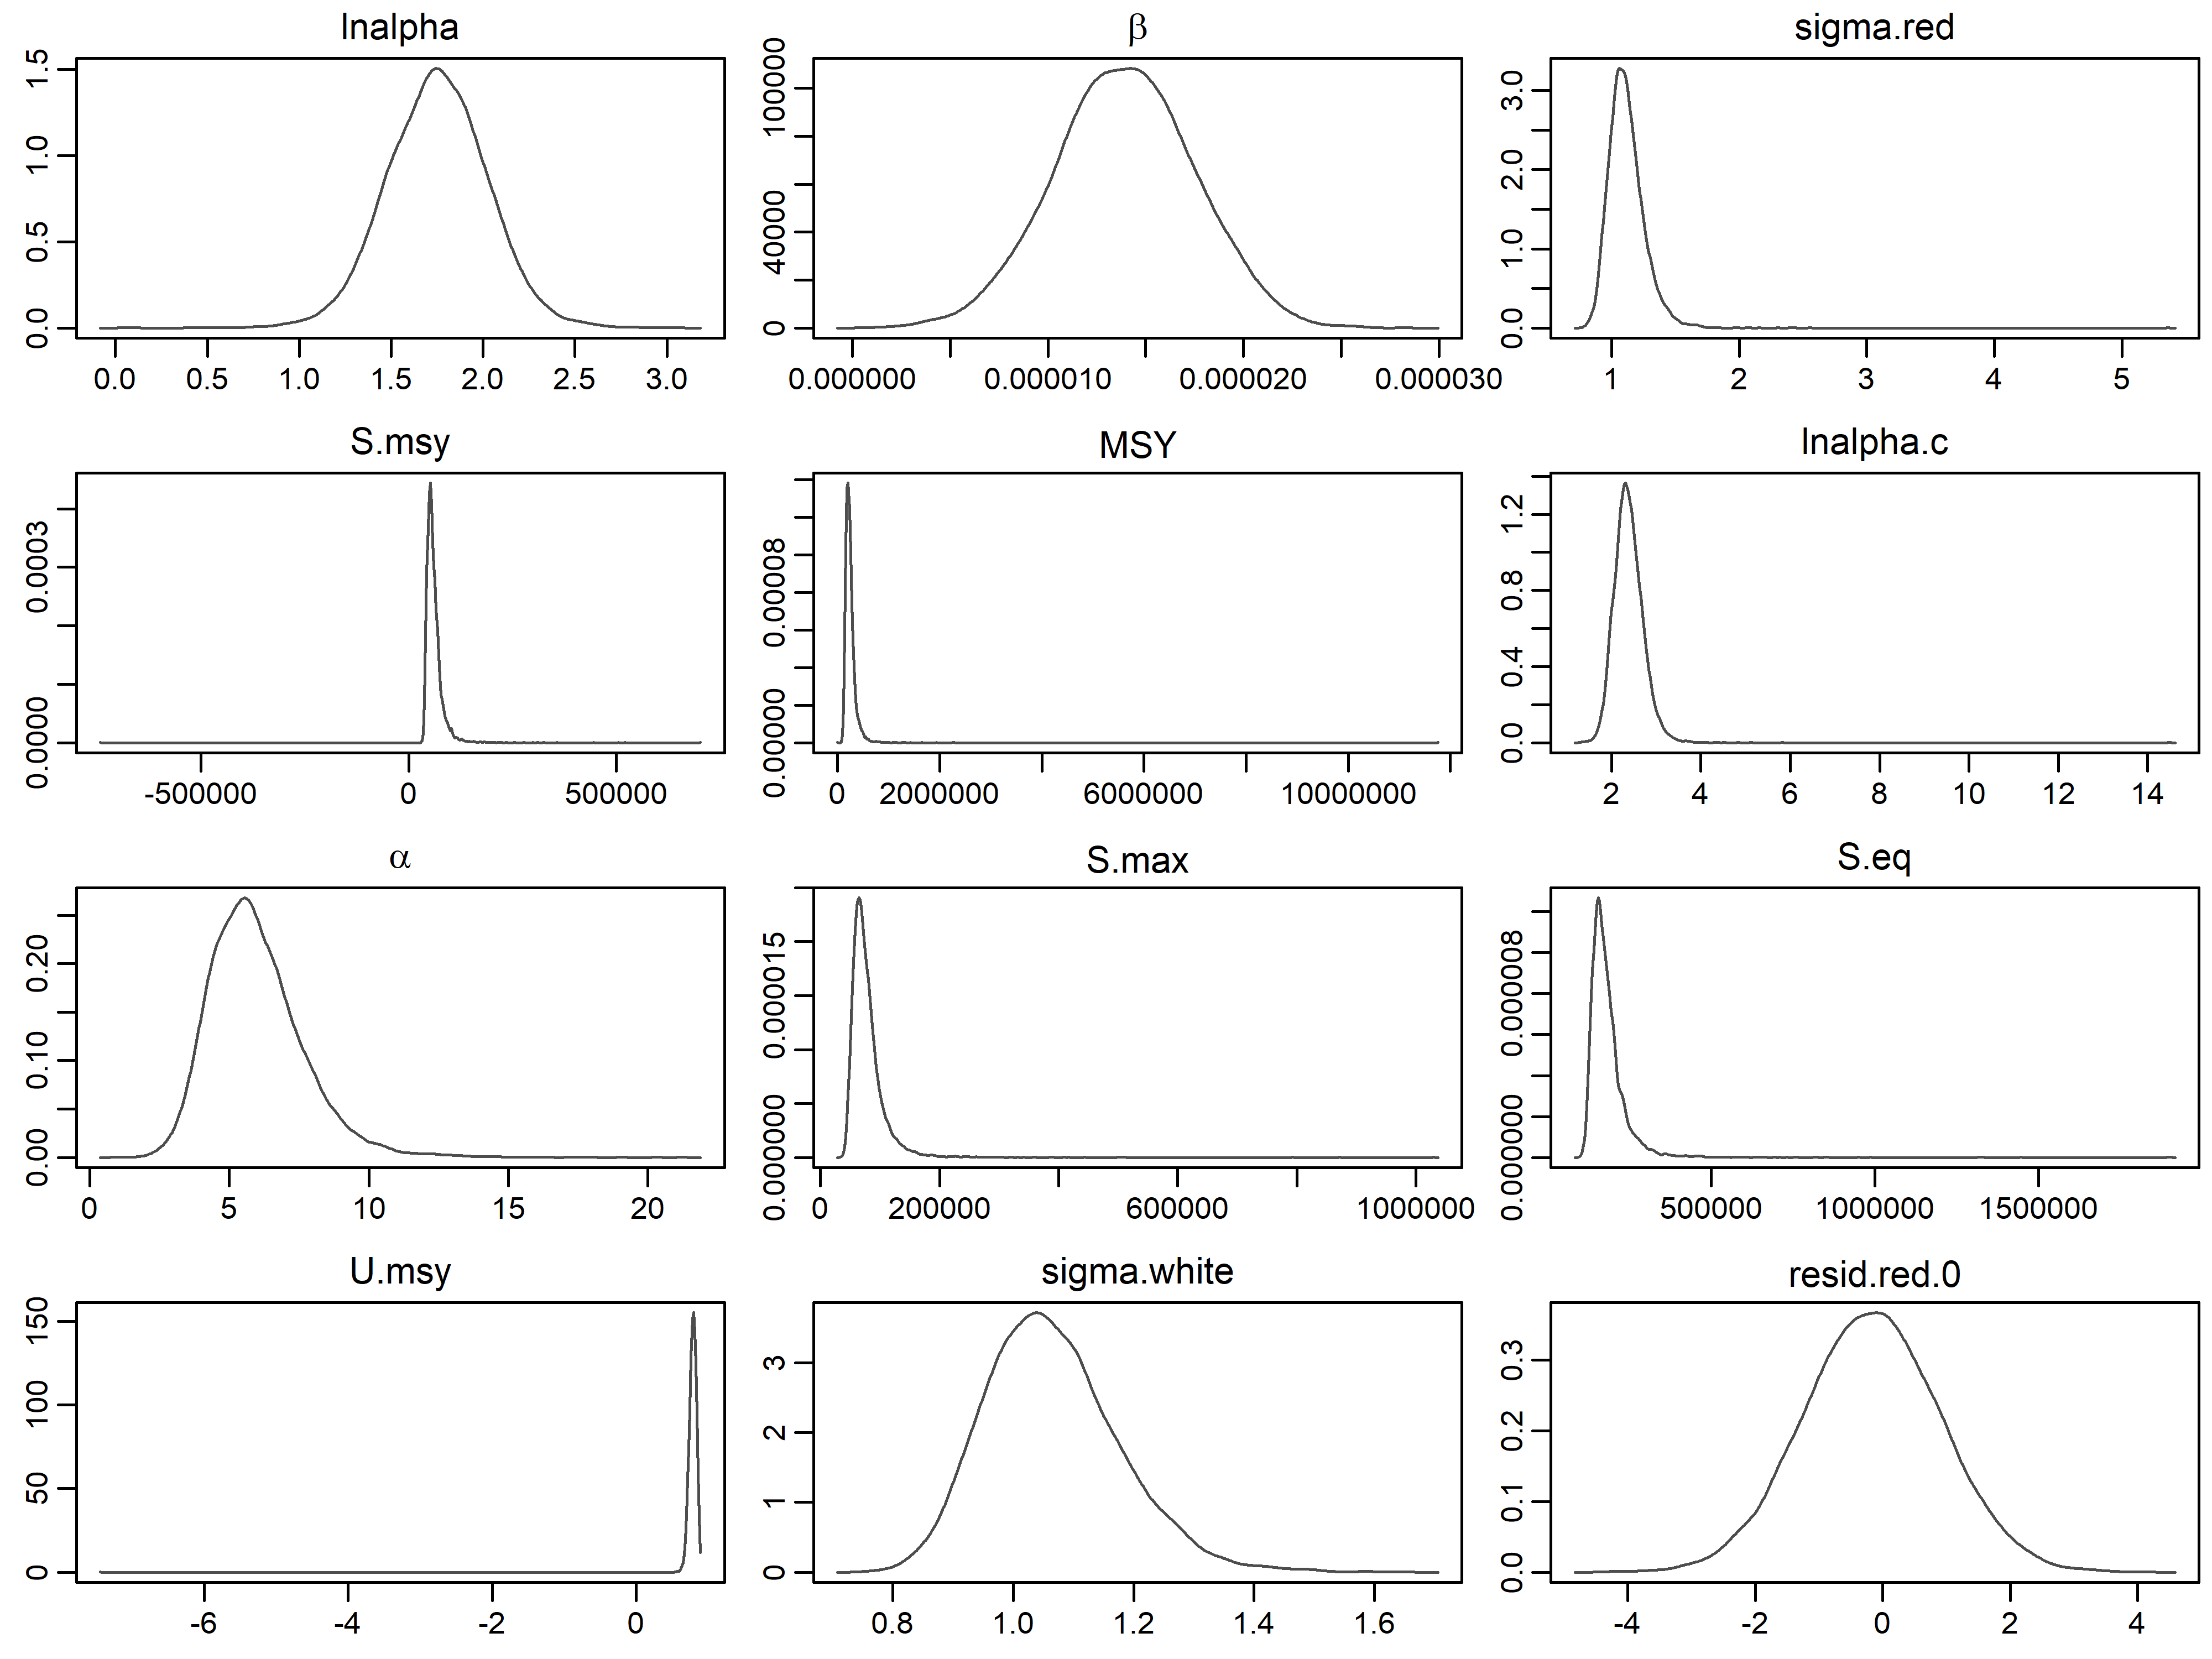 lnalpha
β
sigma.red
0.0 0.5 1.0 1.5
0.0 0.5 1.0 1.5 2.0 2.5 3.0
0 40000 100000
0.000000 0.000010 0.000020 0.000030
0.0 1.0 2.0 3.0
1 2 3 4 5
S.msy
MSY
lnalpha.c
0.0000 0.0003
-500000 0 500000
0.00000 0.00008
0 2000000 6000000 10000000
0.0 0.4 0.8 1.2
2 4 6 8 10 12 14
α
S.max
S.eq
0.00 0.10 0.20
0 5 10 15 20
0.000000 0.000015
0 200000 600000 1000000
0.000000 0.000008
500000 1000000 1500000
U.msy
sigma.white
resid.red.0
0 50 100 150
-6 -4 -2 0
0 1 2 3
0.8 1.0 1.2 1.4 1.6
0.0 0.1 0.2 0.3
-4 -2 0 2 4